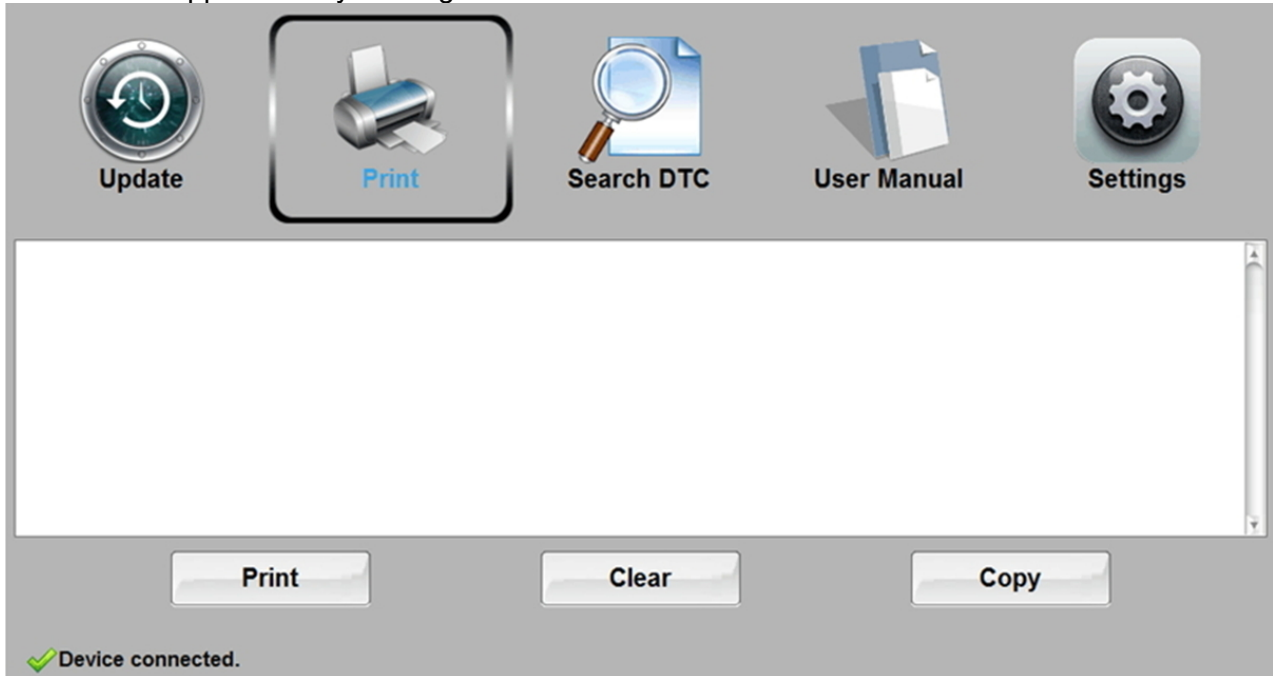 Update
Print
Search DTC
User Manual
Settings
Print
Clear
Copy
Device connected.